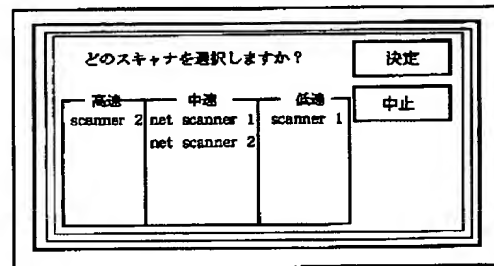 どのスキャナを選択しますか？
決定
中止
高速 中速 低速
scanner 2 net scanner 1 scanner 1
net scanner 2